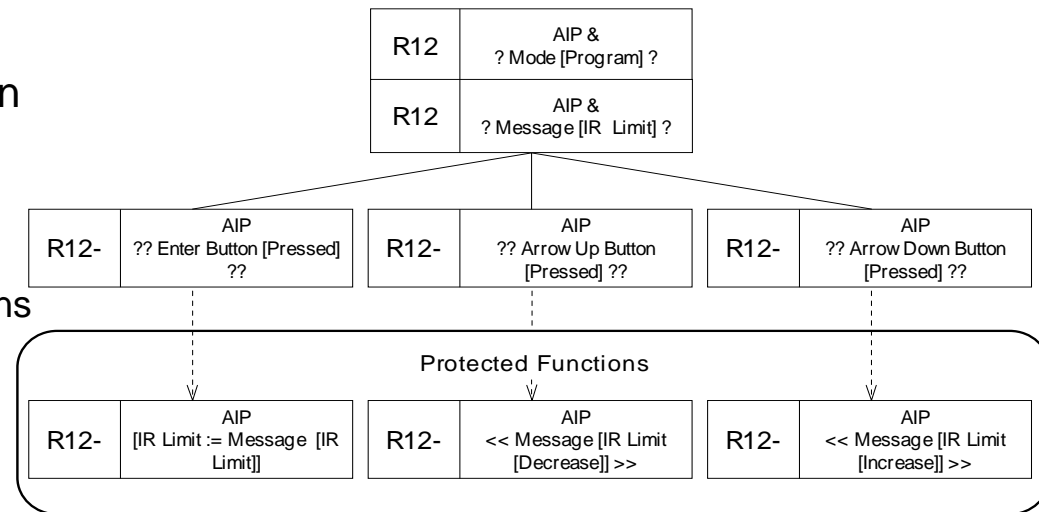 R12
AIP &
? Mode [Program] ?
n
R12
AIP &
? Message [IR Limit] ?
R12-
AIP
?? Enter Button [Pressed]
??
R12-
AIP
?? Arrow Up Button
[Pressed] ??
R12-
AIP
?? Arrow Down Button
[Pressed] ??
ns
Protected Functions
R12-
AIP
[IR Limit := Message [IR
Limit]]
R12-
AIP
<< Message [IR Limit
[Decrease]] >>
R12-
AIP
<< Message [IR Limit
[Increase]] >>